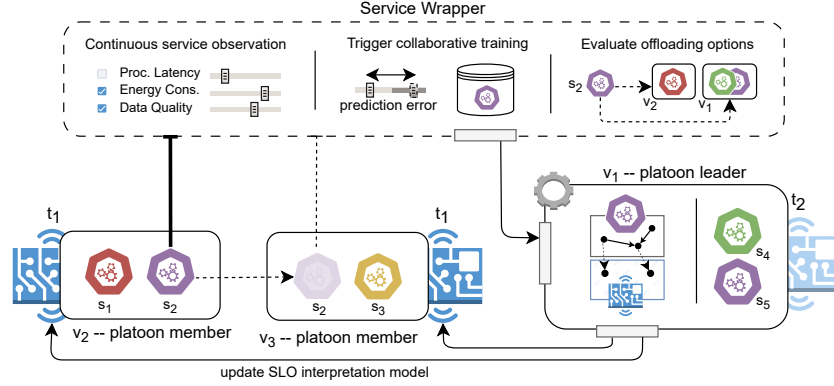 Service Wrapper
Continuous service observation
Proc. Latency
Energy Cons.
Data Quality
Trigger collaborative training
prediction error
Evaluate offloading options
s2
v2
v1
v1 -- platoon leader
t1
t1
t2
s1
s2
s2
s3
s4
s5
v2 -- platoon member
v3 -- platoon member
update SLO interpretation model